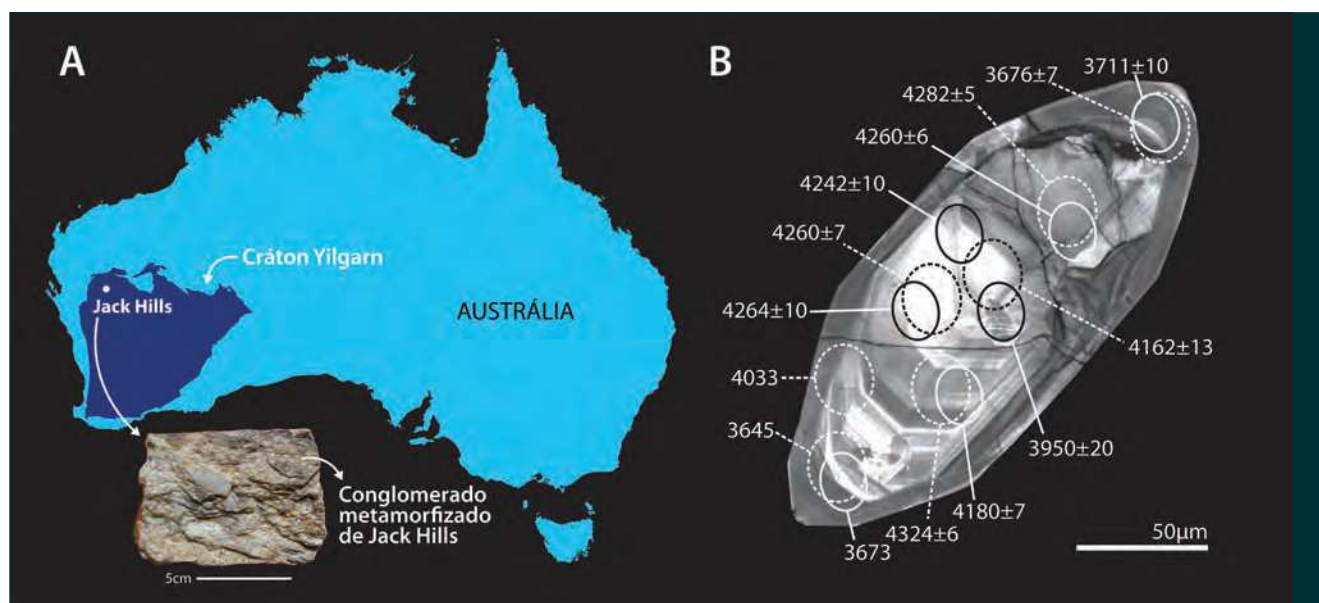 A
Cráton Yilgarn
Jack Hills
AUSTRÁLIA
Conglomerado
metamorfizado
de Jack Hills
5cm
B
3711±10
3676±7
4282±5
4260±6
4242±10
4260±7
4264±10
4162±13
4033
3950±20
3645
4180±7
4324±6
3673
50µm